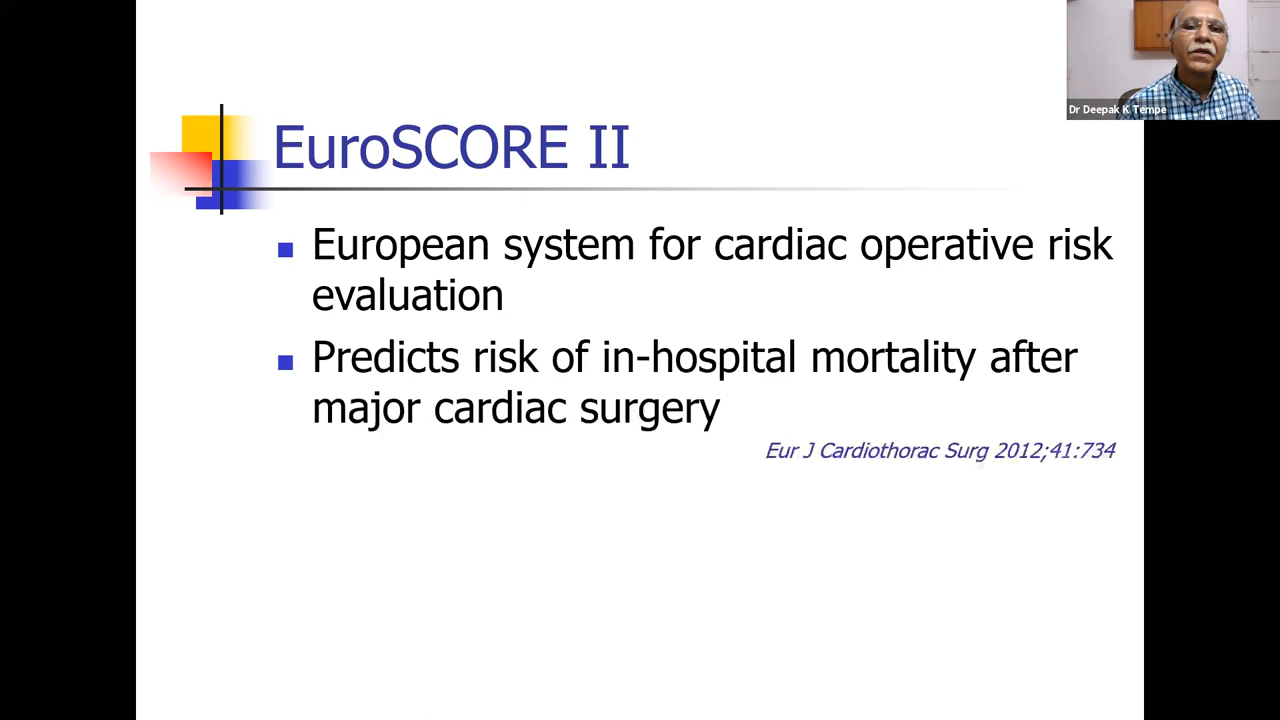 Dr Deepak K Tempe
EuroSCORE II
European system for cardiac operative risk
evaluation
Predicts risk of in-hospital mortality after
major cardiac surgery
Eur J Cardiothorac Surg 2012;41:734